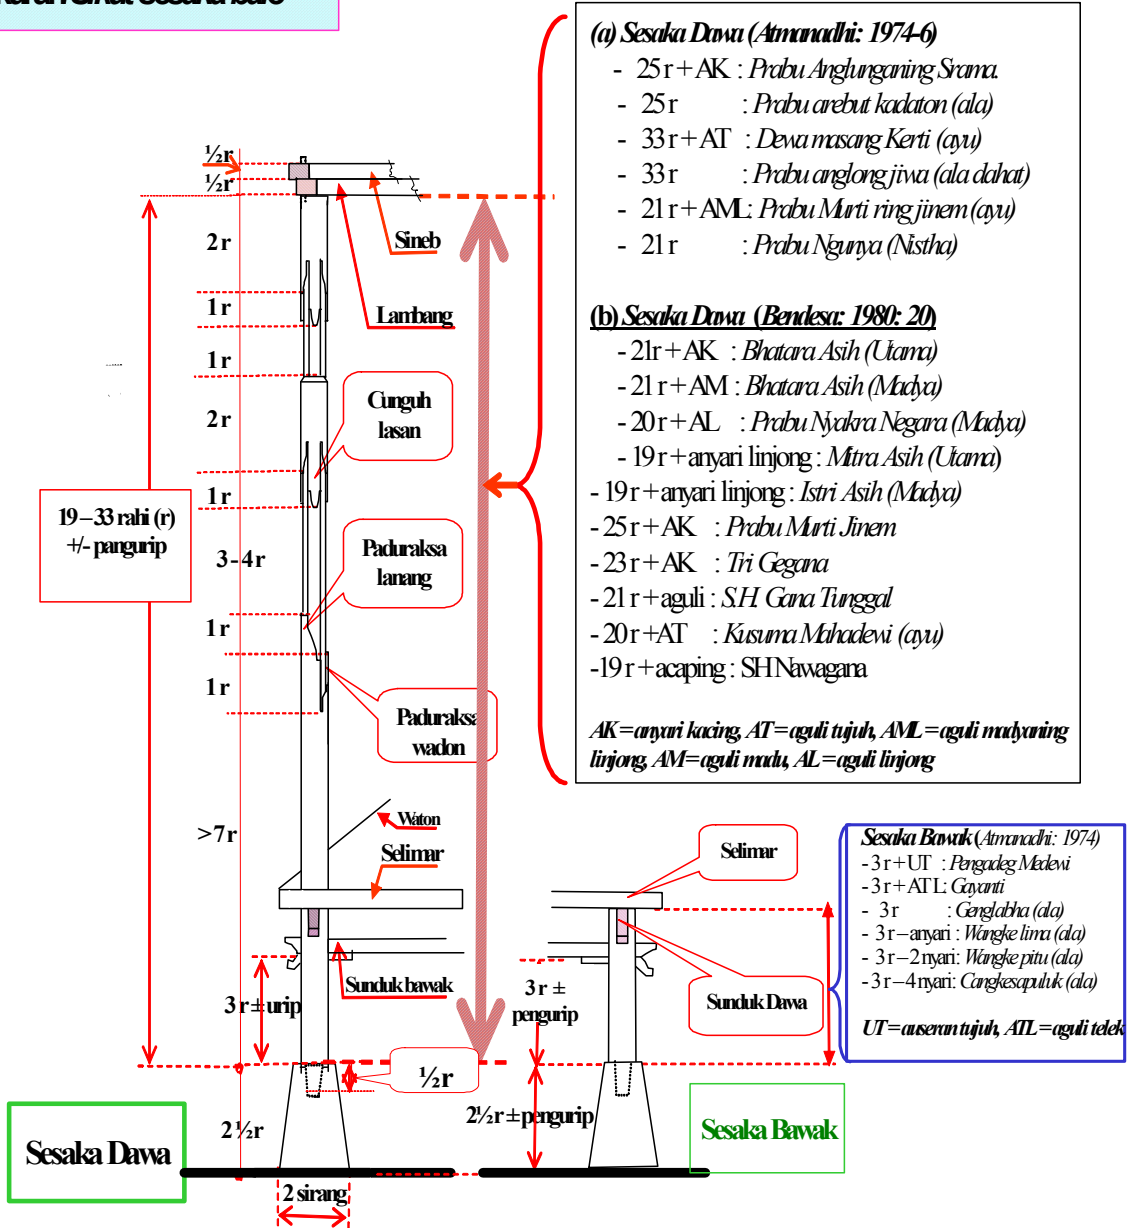 (a) Sesaka Dawa (Atmanadhi: 1974-6)
- 25 r + AK : Prabu Anglunganing Srama.
- 25 r : Prabu arebut kadaton (ala)
- 33 r + AT : Dewa masang Kerti (ayu)
- 33 r : Prabu anglong jiwa (ala dahat)
- 21 r + AML: Prabu Murti ring jinem (ayu)
- 21 r : Prabu Ngunya (Nistha)
(b) Sesaka Dawa (Bendesa: 1980: 20)
- 21r + AK : Bhatara Asih (Utama)
- 21 r + AM : Bhatara Asih (Madya)
- 20 r + AL : Prabu Nyakra Negara (Madya)
- 19 r + anyari linjong : Mitra Asih (Utama)
- 19 r + anyari linjong : Istri Asih (Madya)
- 25 r + AK : Prabu Murti Jinem
- 23 r + AK : Tri Gegana
- 21 r + aguli : S.H. Gana Tunggal
- 20 r +AT : Kusuma Mahadewi (ayu)
-19 r + acaping : SH Nawagana
AK = anyari kacing, AT = aguli tujuh, AML = aguli madyaning
linjong, AM = aguli madu, AL = aguli linjong
½r
½r
2 r
1 r
1 r
2 r
1 r
3 - 4 r
1 r
1 r
>7 r
3 r ± urip
2½r
2 sirang
19 – 33 rahi (r)
+/- pangurip
Sineb
Lambang
Cunguh
lasan
Paduraksa
lanang
Paduraksa
wadon
Waton
Selimar
Sunduk bawak
½r
Sesaka Dawa
Selimar
Sunduk Dawa
3 r ±
pengurip
2½r ± pengurip
Sesaka Bawak
Sesaka Bawak (Atmanadhi: 1974)
- 3 r + UT : Pengadeg Medewi
- 3 r + ATL: Gayanti
- 3r : Genglabha (ala)
- 3 r – anyari : Wangke lima (ala)
- 3 r – 2 nyari: Wangke pitu (ala)
- 3 r – 4 nyari: Cangkesapuluk (ala)
UT = auseran tujuh, ATL = aguli telek